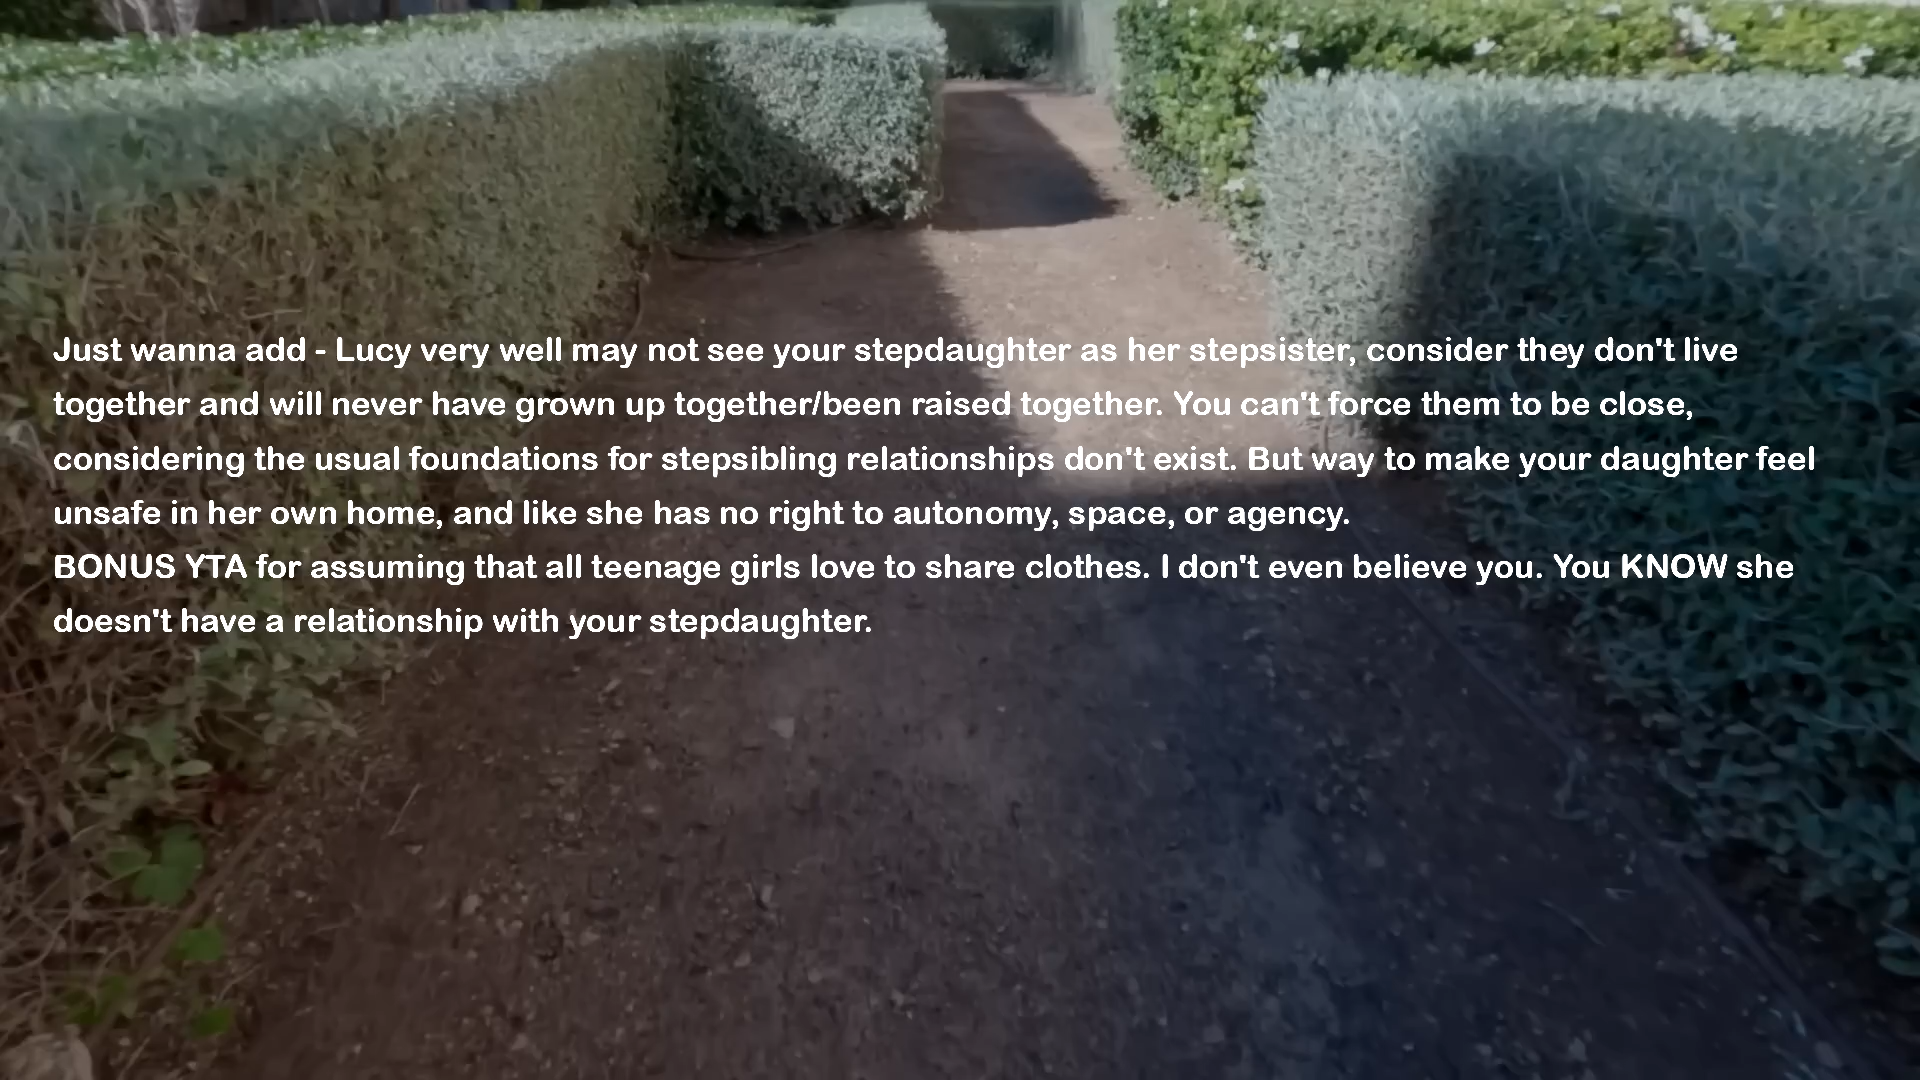 Just wanna add - Lucy very well may not see your stepdaughter as her stepsister, consider they don't live
together and will never have grown up together/been raised together. You can't force them to be close,
considering the usual foundations for stepsibling relationships don't exist. But way to make your daughter feel
unsafe in her own home, and like she has no right to autonomy, space, or agency.
BONUS YTA for assuming that all teenage girls love to share clothes. I don't even believe you. You KNOW she
doesn't have a relationship with your stepdaughter.